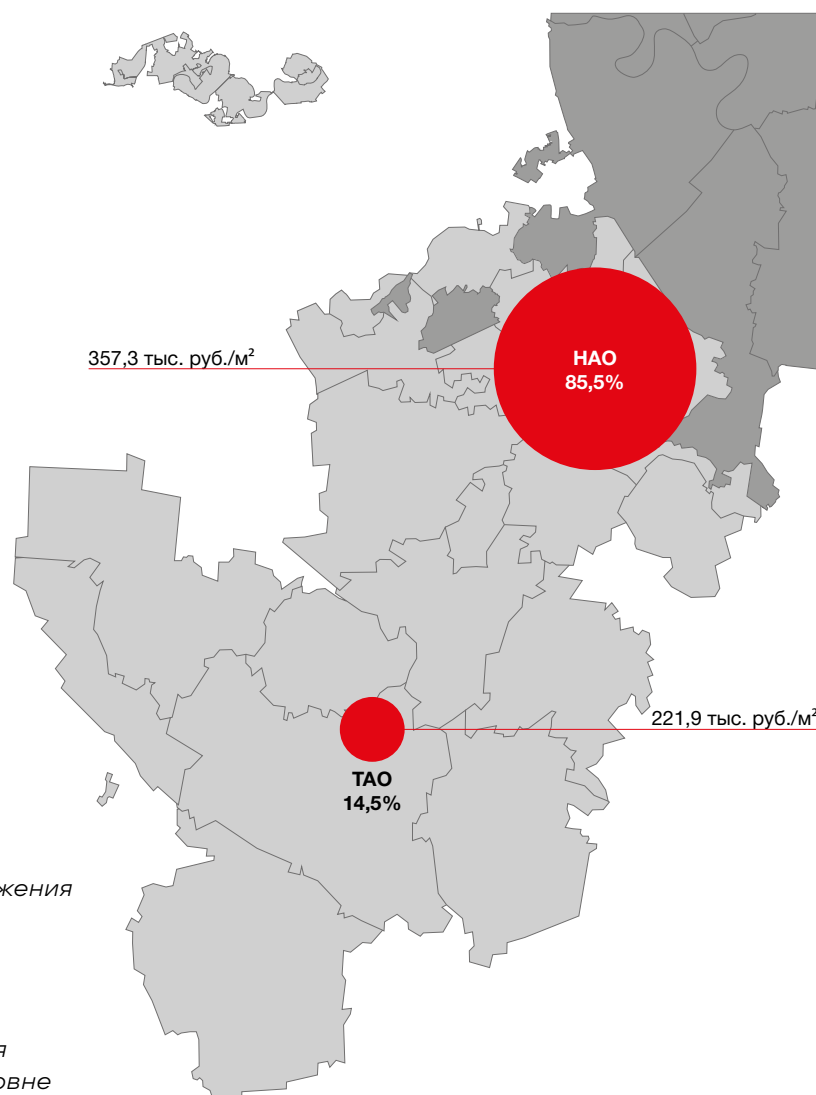 357,3 тыс. руб./м²
НАО
85,5%
221,9 тыс. руб./м²
ТАО
14,5%